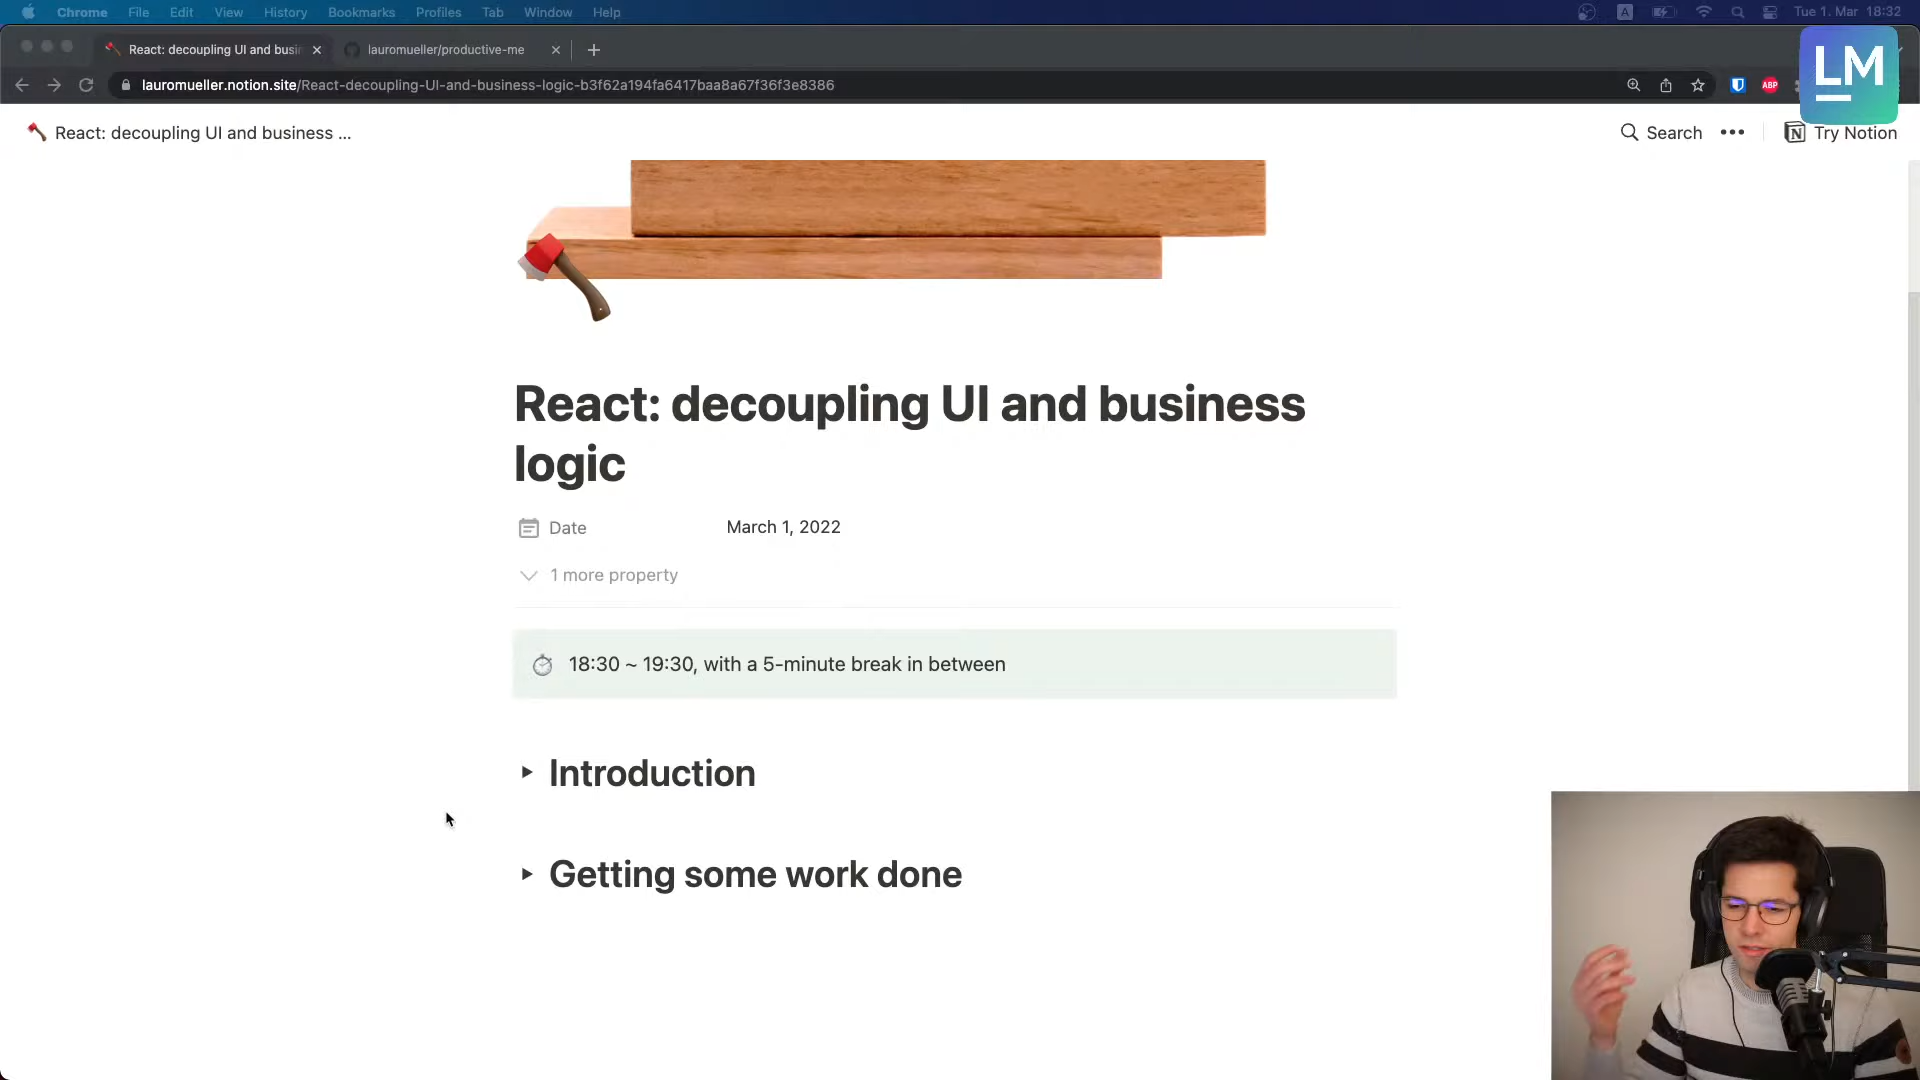 Chrome File Edit View History Bookmarks Profiles Tab Window Help
A
Tue 1. Mar 18:32
React: decoupling UI and busin
lauromueller/productive-me
lauromueller.notion.site/React-decoupling-UI-and-business-logic-b3f62a194fa6417baa8a67f36f3e8386
ABP
LM
React: decoupling UI and business ...
Search
Try Notion
React: decoupling UI and business
logic
Date March 1, 2022
1 more property
18:30 ~ 19:30, with a 5-minute break in between
Introduction
Getting some work done